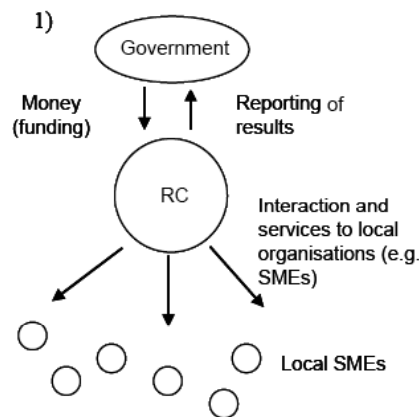 1)
Government
Money
(funding)
Reporting of
results
RC
Interaction and
services to local
organisations (e.g.
SMEs)
Local SMEs